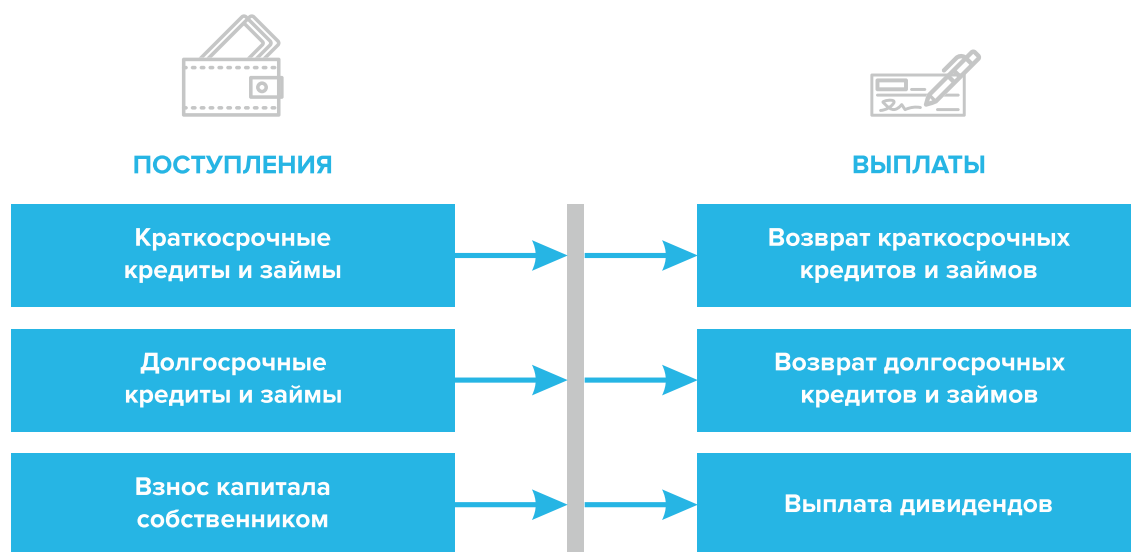 ПОСТУПЛЕНИЯ
ВЫПЛАТЫ
Краткосрочные
кредиты и займы
Возврат краткосрочных
кредитов и займов
Долгосрочные
кредиты и займы
Возврат долгосрочных
кредитов и займов
Взнос капитала
собственником
Выплата дивидендов